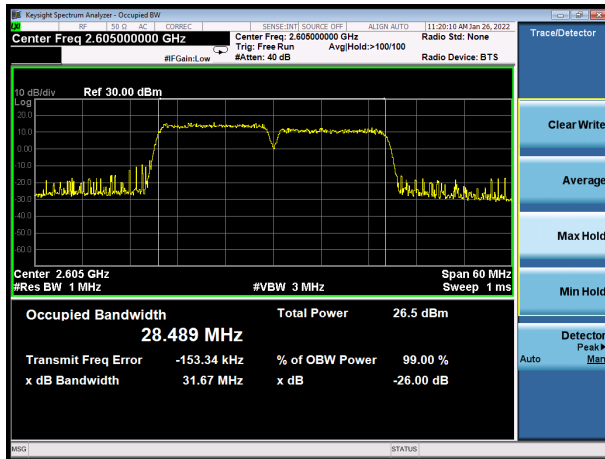 Keysight Spectrum Analyzer - Occupied BW
RF 50 Ω AC CORREC SENSE:INT SOURCE OFF ALIGN AUTO 11:20:10 AM Jan 26, 2022
Center Freq 2.605000000 GHz
Center Freq: 2.605000000 GHz Radio Std: None
Trig: Free Run Avg|Hold:>100/100
#IFGain:Low #Atten: 40 dB Radio Device: BTS
10 dB/div Ref 30.00 dBm
Log
20.0
10.0
0.00
-10.0
-20.0
-30.0
-40.0
-50.0
-60.0
Center 2.605 GHz Span 60 MHz
#Res BW 1 MHz #VBW 3 MHz Sweep 1 ms
Occupied Bandwidth Total Power 26.5 dBm
28.489 MHz
Transmit Freq Error -153.34 kHz % of OBW Power 99.00 %
x dB Bandwidth 31.67 MHz x dB -26.00 dB
MSG STATUS
Trace/Detector
Clear Write
Average
Max Hold
Min Hold
Detector
Peak
Auto Man